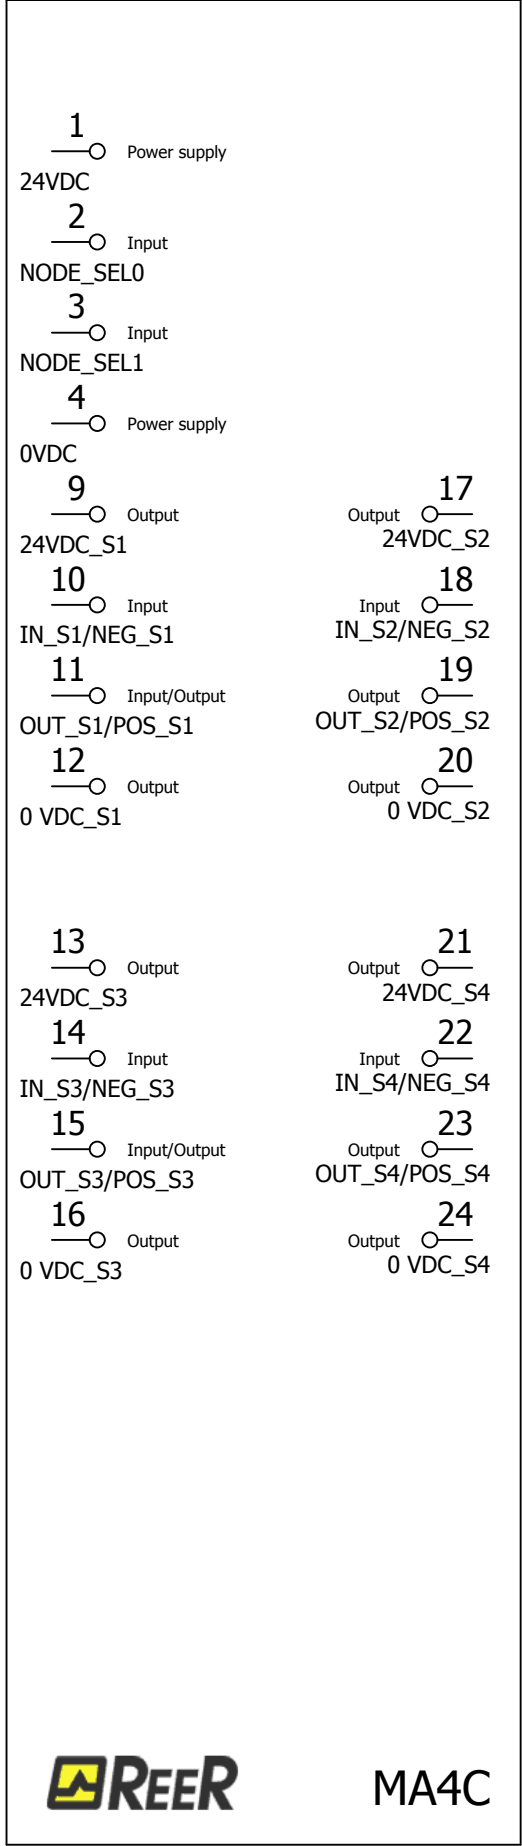 1
Power supply
24VDC
2
Input
NODE_SEL0
3
Input
NODE_SEL1
4
Power supply
0VDC
9
Output
24VDC_S1
10
Input
IN_S1/NEG_S1
11
Input/Output
OUT_S1/POS_S1
12
Output
0 VDC_S1
17
Output
24VDC_S2
18
Input
IN_S2/NEG_S2
19
Output
OUT_S2/POS_S2
20
Output
0 VDC_S2
13
Output
24VDC_S3
14
Input
IN_S3/NEG_S3
15
Input/Output
OUT_S3/POS_S3
16
Output
0 VDC_S3
21
Output
24VDC_S4
22
Input
IN_S4/NEG_S4
23
Output
OUT_S4/POS_S4
24
Output
0 VDC_S4
REER
MA4C